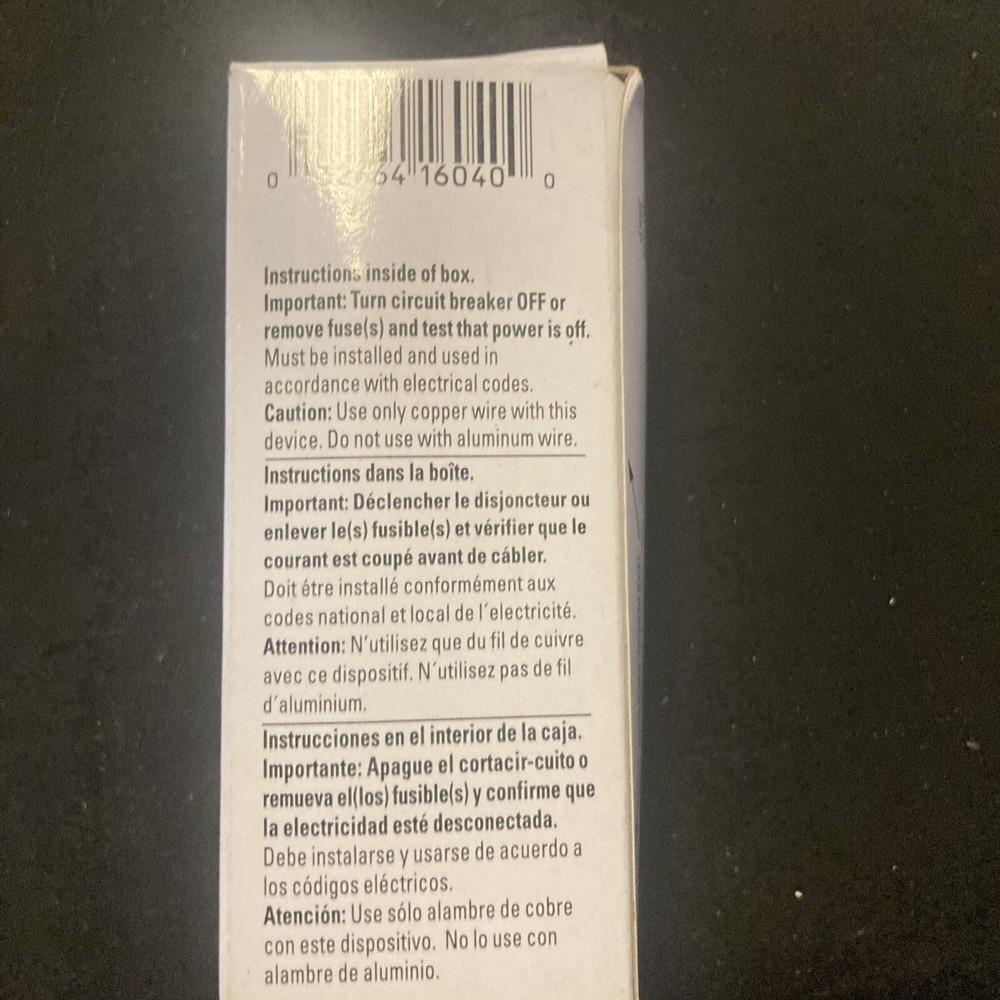 0 64 16040 0
Instructions inside of box.
Important: Turn circuit breaker OFF or
remove fuse(s) and test that power is off.
Must be installed and used in
accordance with electrical codes.
Caution: Use only copper wire with this
device. Do not use with aluminum wire.
Instructions dans la boîte.
Important: Déclencher le disjoncteur ou
enlever le(s) fusible(s) et vérifier que le
courant est coupé avant de câbler.
Doit étre installé conformément aux
codes national et local de l'electricité.
Attention: N'utilisez que du fil de cuivre
avec ce dispositif. N'utilisez pas de fil
d'aluminium.
Instrucciones en el interior de la caja.
Importante: Apague el cortacir-cuito o
remueva el(los) fusible(s) y confirme que
la electricidad esté desconectada.
Debe instalarse y usarse de acuerdo a
los códigos eléctricos.
Atención: Use sólo alambre de cobre
con este dispositivo. No lo use con
alambre de aluminio.